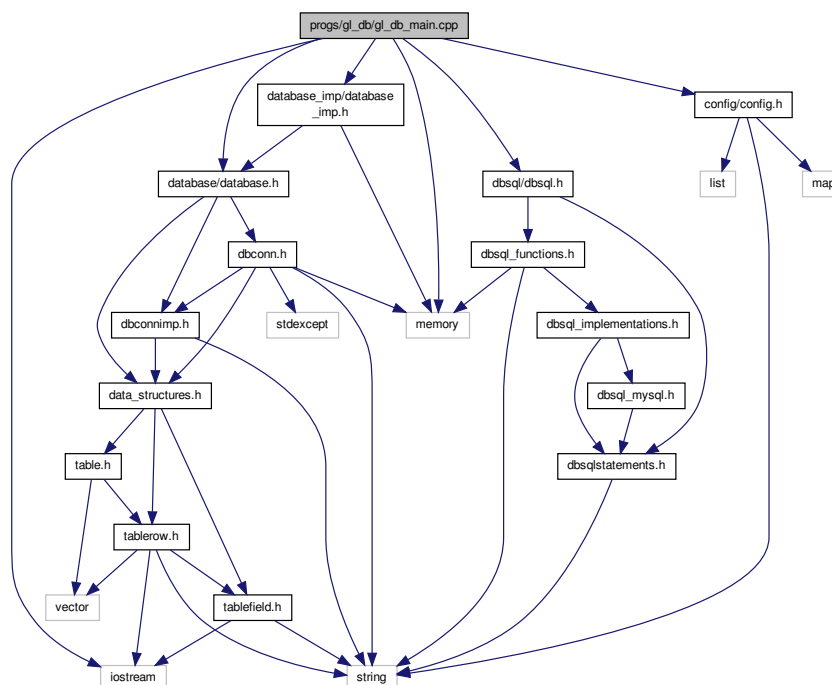 progs/gl_db/gl_db_main.cpp
database_imp/database
_imp.h
config/config.h
database/database.h
dbsql/dbsql.h
list
map
dbconn.h
dbsql_functions.h
dbconnimp.h
stdexcept
memory
dbsql_implementations.h
data_structures.h
dbsql_mysql.h
table.h
dbsqlstatements.h
tablerow.h
vector
tablefield.h
iostream
string